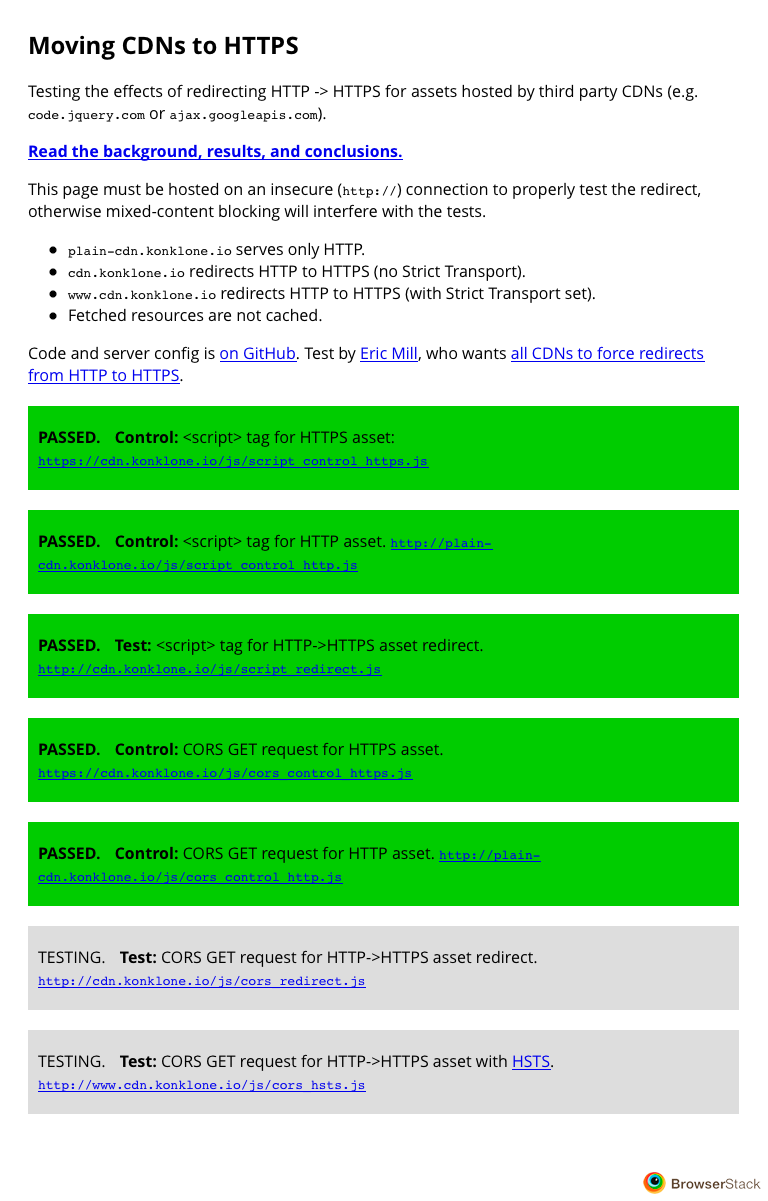 Moving CDNs to HTTPS
Testing the effects of redirecting HTTP -> HTTPS for assets hosted by third party CDNs (e.g.
code.jquery.com or ajax.googleapis.com).
Read the background, results, and conclusions.
This page must be hosted on an insecure (http://) connection to properly test the redirect,
otherwise mixed-content blocking will interfere with the tests.
• plain-cdn.konklone.io serves only HTTP.
• cdn.konklone.io redirects HTTP to HTTPS (no Strict Transport).
• www.cdn.konklone.io redirects HTTP to HTTPS (with Strict Transport set).
• Fetched resources are not cached.
Code and server config is on GitHub. Test by Eric Mill, who wants all CDNs to force redirects
from HTTP to HTTPS.
PASSED. Control: <script> tag for HTTPS asset:
https://cdn.konklone.io/js/script_control_https.js
PASSED. Control: <script> tag for HTTP asset. http://plain-
cdn.konklone.io/js/script_control_http.js
PASSED. Test: <script> tag for HTTP->HTTPS asset redirect.
http://cdn.konklone.io/js/script_redirect.js
PASSED. Control: CORS GET request for HTTPS asset.
https://cdn.konklone.io/js/cors_control_https.js
PASSED. Control: CORS GET request for HTTP asset. http://plain-
cdn.konklone.io/js/cors_control_http.js
TESTING. Test: CORS GET request for HTTP->HTTPS asset redirect.
http://cdn.konklone.io/js/cors_redirect.js
TESTING. Test: CORS GET request for HTTP->HTTPS asset with HSTS.
http://www.cdn.konklone.io/js/cors_hsts.js
BrowserStack